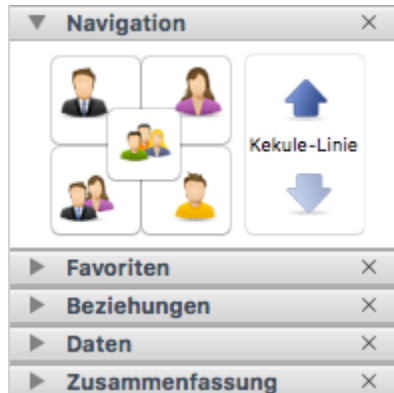 Navigation
Kekule-Linie
Favoriten
Beziehungen
Daten
Zusammenfassung